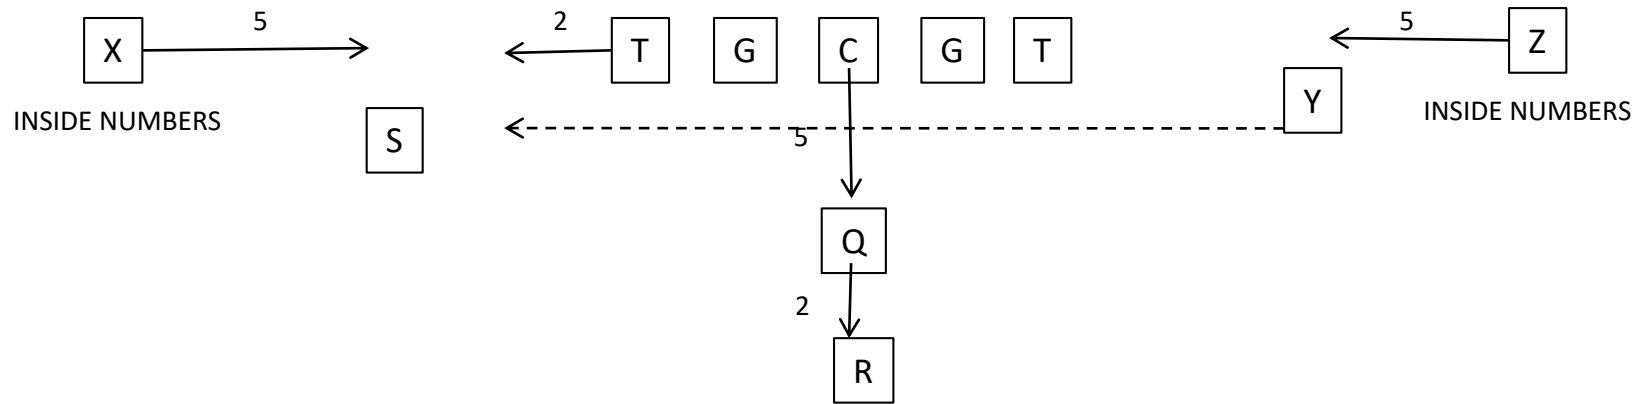 5 2 5
X T G C G T Z
Y
INSIDE NUMBERS INSIDE NUMBERS
S 5
Q
2
R